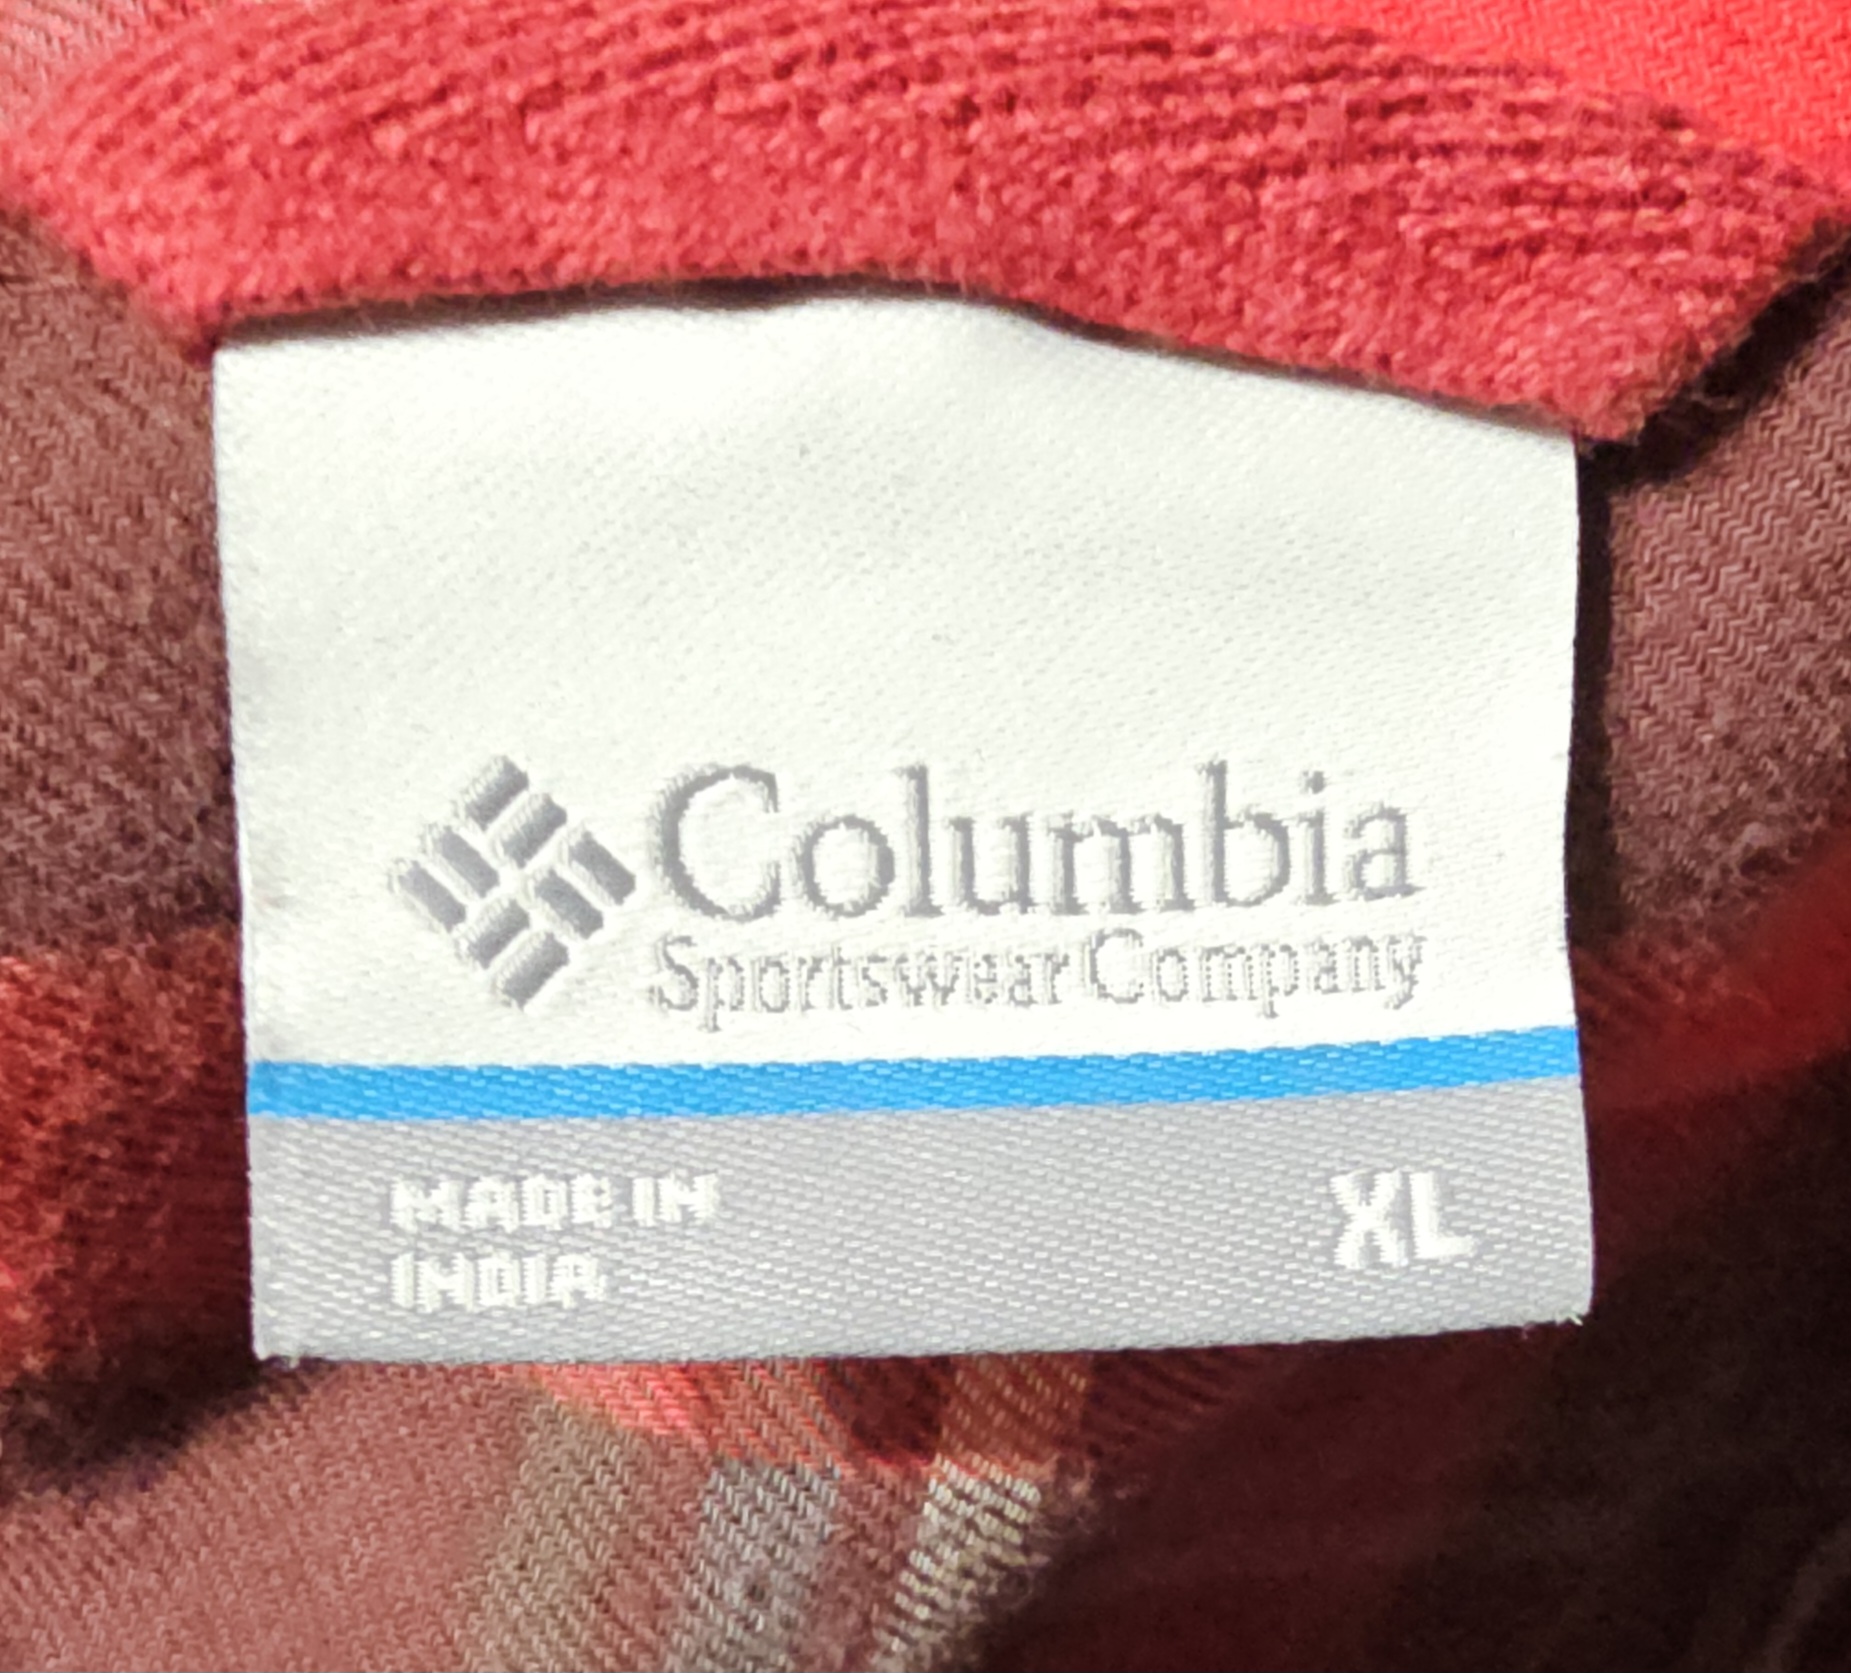 Columbia
Sportswear Company
MADE IN
INDIA
XL